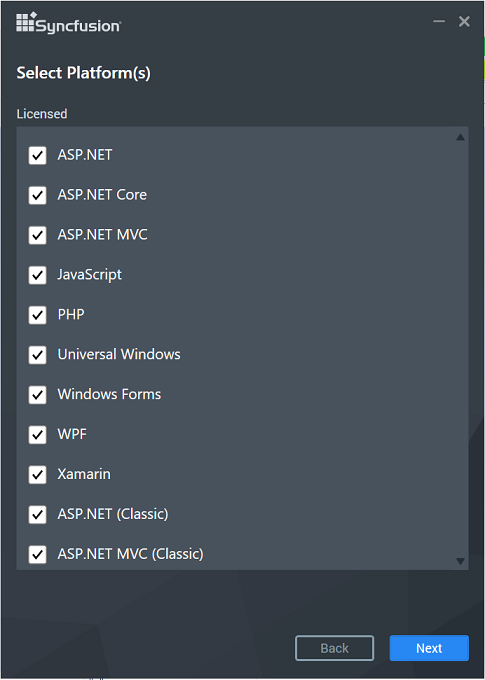 Syncfusion®
Select Platform(s)
Licensed
ASP.NET
ASP.NET Core
ASP.NET MVC
JavaScript
PHP
Universal Windows
Windows Forms
WPF
Xamarin
ASP.NET (Classic)
ASP.NET MVC (Classic)
Back Next